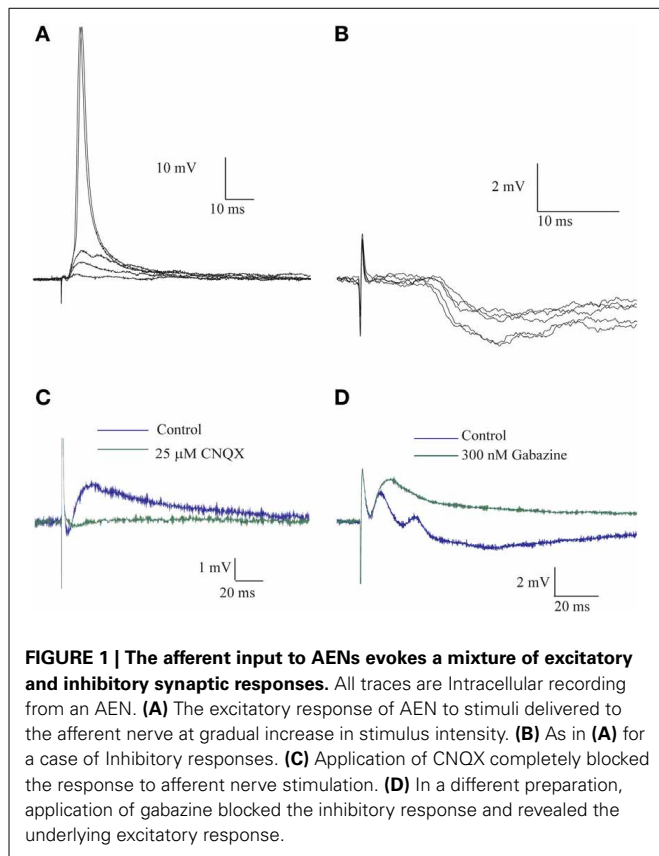 A
B
10 mV
10 ms
2 mV
10 ms
C
D
Control
25 µM CNQX
Control
300 nM Gabazine
1 mV
20 ms
2 mV
20 ms
FIGURE 1 | The afferent input to AENs evokes a mixture of excitatory
and inhibitory synaptic responses. All traces are Intracellular recording
from an AEN. (A) The excitatory response of AEN to stimuli delivered to
the afferent nerve at gradual increase in stimulus intensity. (B) As in (A) for
a case of Inhibitory responses. (C) Application of CNQX completely blocked
the response to afferent nerve stimulation. (D) In a different preparation,
application of gabazine blocked the inhibitory response and revealed the
underlying excitatory response.